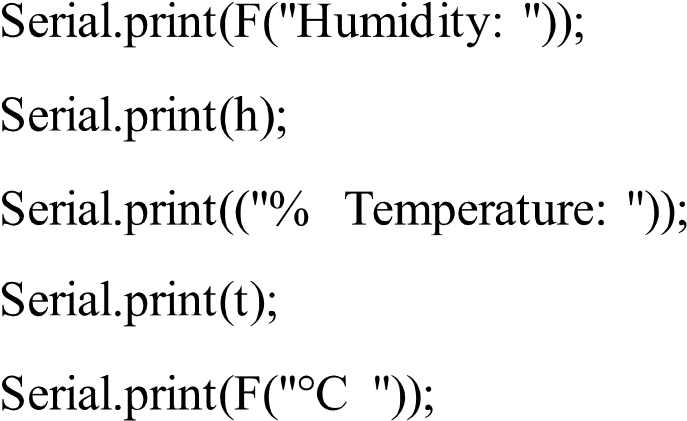 Serial.print(F("Humidity: "));
Serial.print(h);
Serial.print(("%  Temperature: "));
Serial.print(t);
Serial.print(F("°C "));